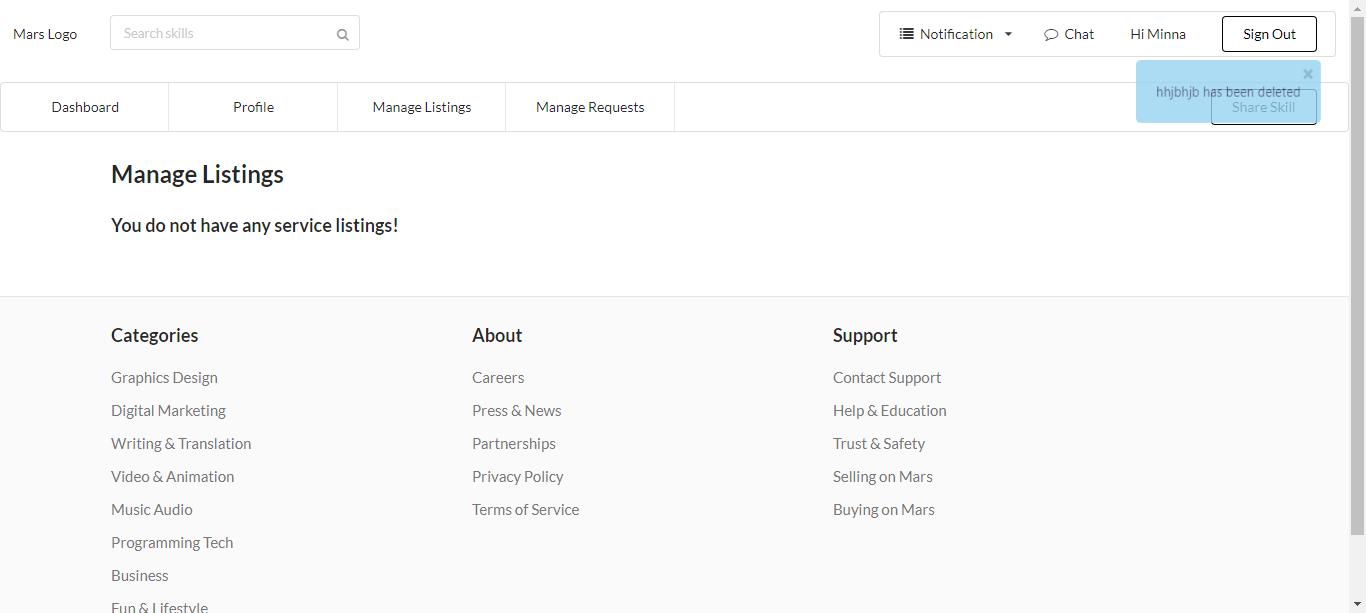 Mars Logo
Search skills
Notification
Chat
Hi Minna
Sign Out
hhjbhjb has been deleted
Dashboard
Profile
Manage Listings
Manage Requests
Share Skill
Manage Listings
You do not have any service listings!
Categories
Graphics Design
Digital Marketing
Writing & Translation
Video & Animation
Music Audio
Programming Tech
Business
Fun & Lifestyle
About
Careers
Press & News
Partnerships
Privacy Policy
Terms of Service
Support
Contact Support
Help & Education
Trust & Safety
Selling on Mars
Buying on Mars